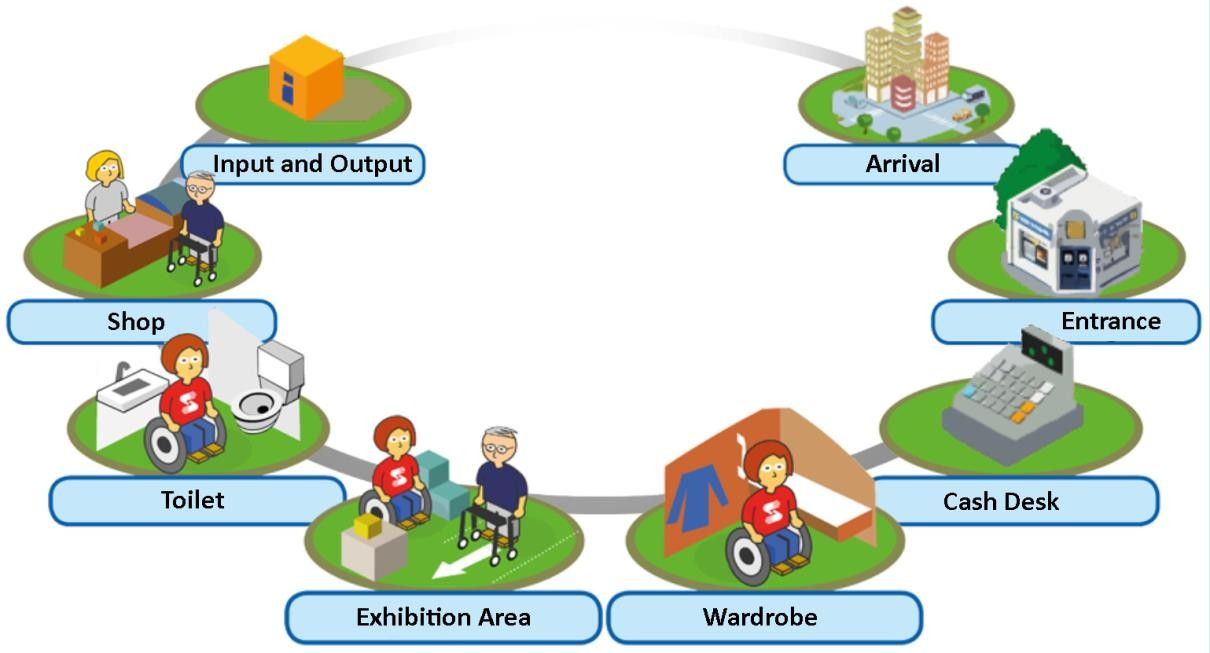 Input and Output
Arrival
Shop
Entrance
Toilet
Cash Desk
Exhibition Area
Wardrobe